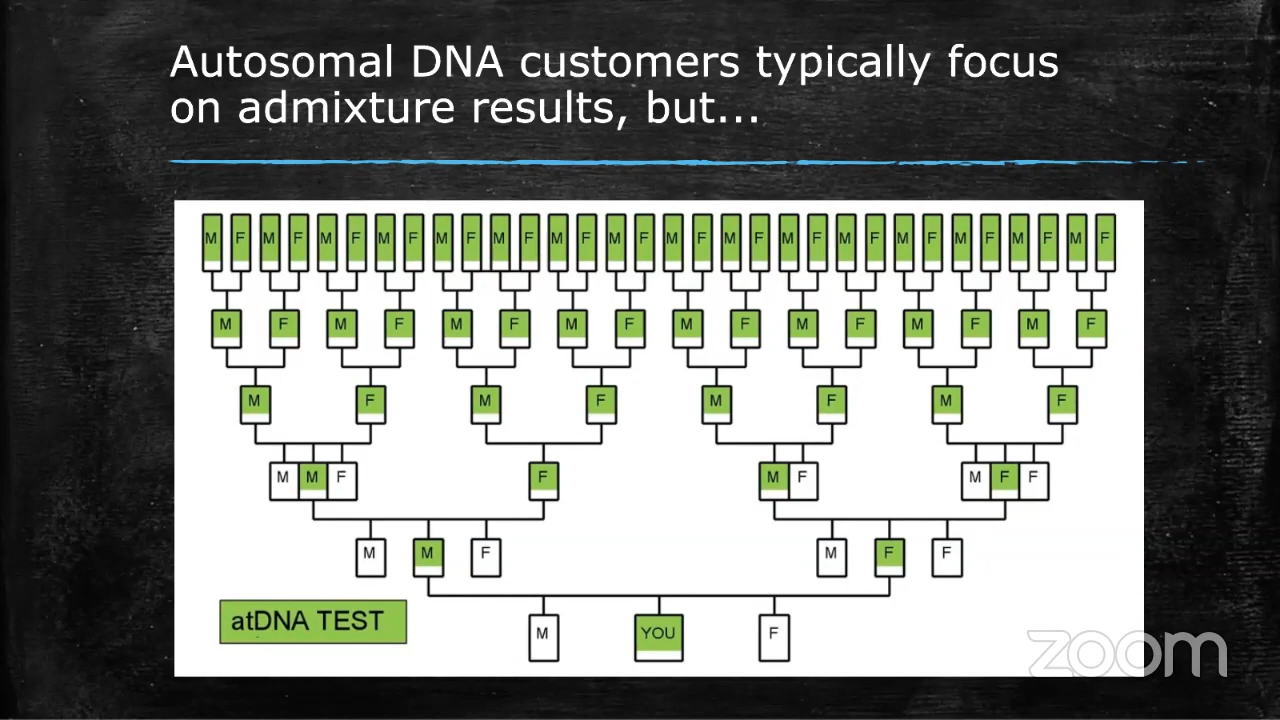 Autosomal DNA customers typically focus
on admixture results, but...
M F M F M F M F M F M F M F M F M F M F M F M F M F M F M F M F
M F M F M F M F M F M F M F M F
M F M F M F M F
M M F F M F M F F
M M F M F F
atDNA TEST
M YOU F
zoom